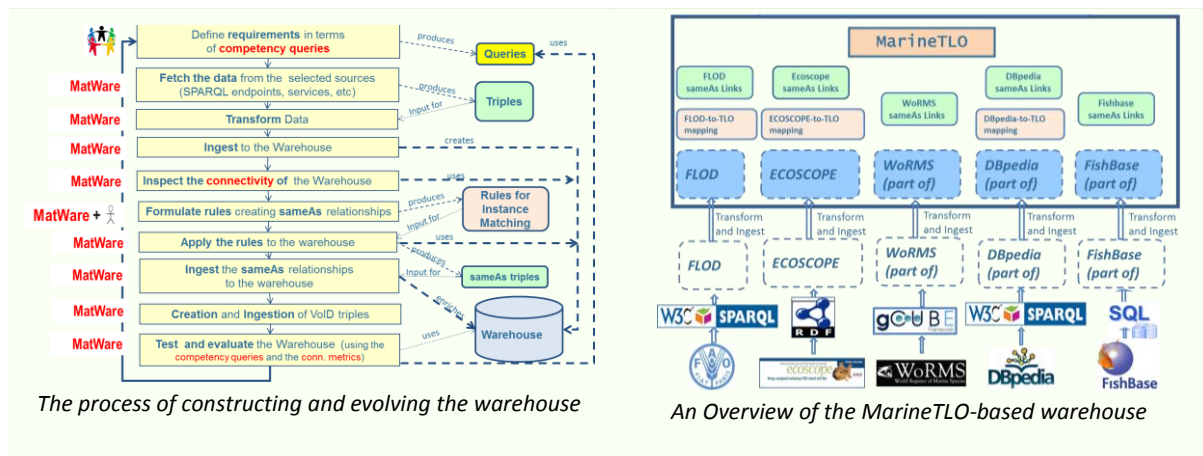 Define requirements in terms
of competency queries
produces
Queries
uses
MatWare
Fetch the data from the selected sources
(SPARQL endpoints, services, etc)
produces
Triples
Input for
MatWare
Transform Data
MatWare
Ingest to the Warehouse
creates
MatWare
Inspect the connectivity of the Warehouse
uses
MatWare +
Formulate rules creating sameAs relationships
produces
Rules for
Instance
Matching
Input for
MatWare
Apply the rules to the warehouse
uses
produces
MatWare
Ingest the sameAs relationships
to the warehouse
Input for
sameAs triples
enriches
MatWare
Creation and Ingestion of VoID triples
Warehouse
MatWare
Test and evaluate the Warehouse (using the
competency queries and the conn. metrics)
uses
The process of constructing and evolving the warehouse
MarineTLO
FLOD
sameAs Links
Ecoscope
sameAs Links
WoRMS
sameAs Links
DBpedia
sameAs Links
Fishbase
sameAs Links
FLOD-to-TLO
mapping
ECOSCOPE-to-TLO
mapping
DBpedia-to-TLO
mapping
FLOD
ECOSCOPE
WoRMS
(part of)
DBpedia
(part of)
FishBase
(part of)
Transform
and Ingest
Transform
and Ingest
Transform
and Ingest
Transform
and Ingest
Transform
and Ingest
FLOD
ECOSCOPE
WoRMS
(part of)
DBpedia
(part of)
FishBase
(part of)
W3C SPARQL
RDF
gCUBE
W3C SPARQL
SQL
FAO
FIAT PANIS
ecoscope
WoRMS
World Register of Marine Species
DBpedia
FishBase
An Overview of the MarineTLO-based warehouse